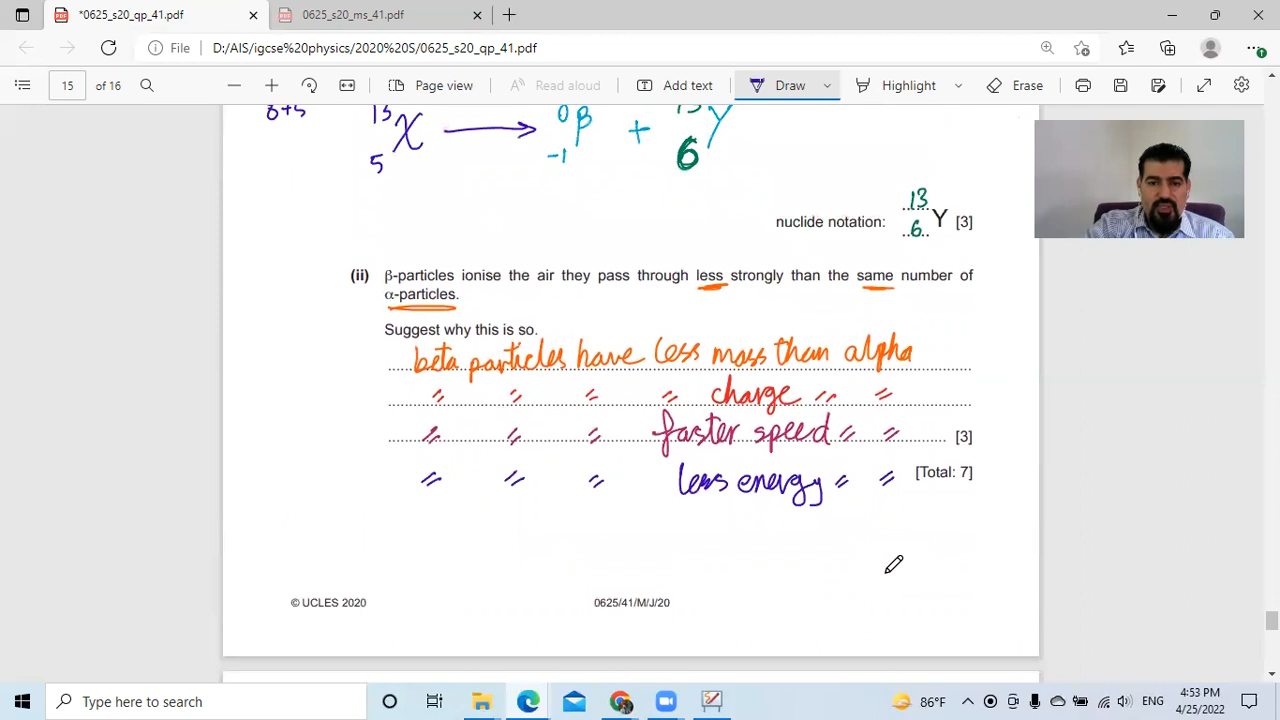 *0625_s20_qp_41.pdf
0625_s20_ms_41.pdf
File D:/AIS/igcse%20physics/2020%20S/0625_s20_qp_41.pdf
15 of 16
Page view
Read aloud
Add text
Draw
Highlight
Erase
8+5 13 X → 0 β + 13 Y
5 -1 6
13
nuclide notation: ...... Y [3]
6
(ii) β-particles ionise the air they pass through less strongly than the same number of
α-particles.
Suggest why this is so.
beta particles have less mass than alpha
〃 〃 〃 〃 charge 〃 〃
〃 〃 〃 faster speed 〃 〃 [3]
〃 〃 〃 less energy 〃 〃 [Total: 7]
© UCLES 2020 0625/41/M/J/20
Type here to search
86°F
ENG
4:53 PM
4/25/2022